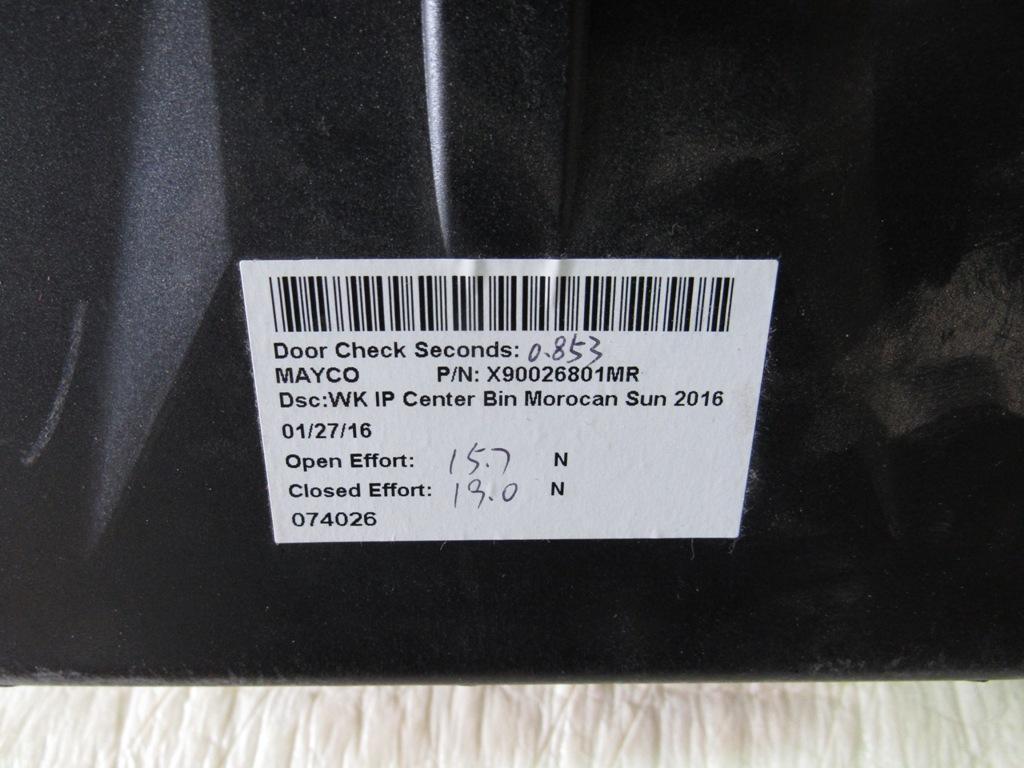 Door Check Seconds: 0.853
MAYCO P/N: X90026801MR
Dsc:WK IP Center Bin Morocan Sun 2016
01/27/16
Open Effort: 15.7 N
Closed Effort: 19.0 N
074026